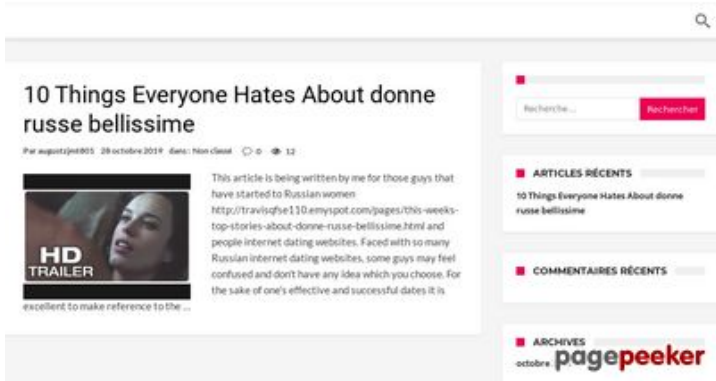 10 Things Everyone Hates About donne
russe bellissime
Par augustzjmt801 28 octobre 2019 dans : Non classé 0 12
HD
TRAILER
This article is being written by me for those guys that
have started to Russian women
http://travisqfse110.emyspot.com/pages/this-weeks-
top-stories-about-donne-russe-bellissime.html and
people internet dating websites. Faced with so many
Russian internet dating websites, some guys may feel
confused and don't have any idea which you choose. For
the sake of one's effective and successful dates it is
excellent to make reference to the ...
Recherche... Rechercher
ARTICLES RÉCENTS
10 Things Everyone Hates About donne
russe bellissime
COMMENTAIRES RÉCENTS
ARCHIVES
octobre
pagepeeker